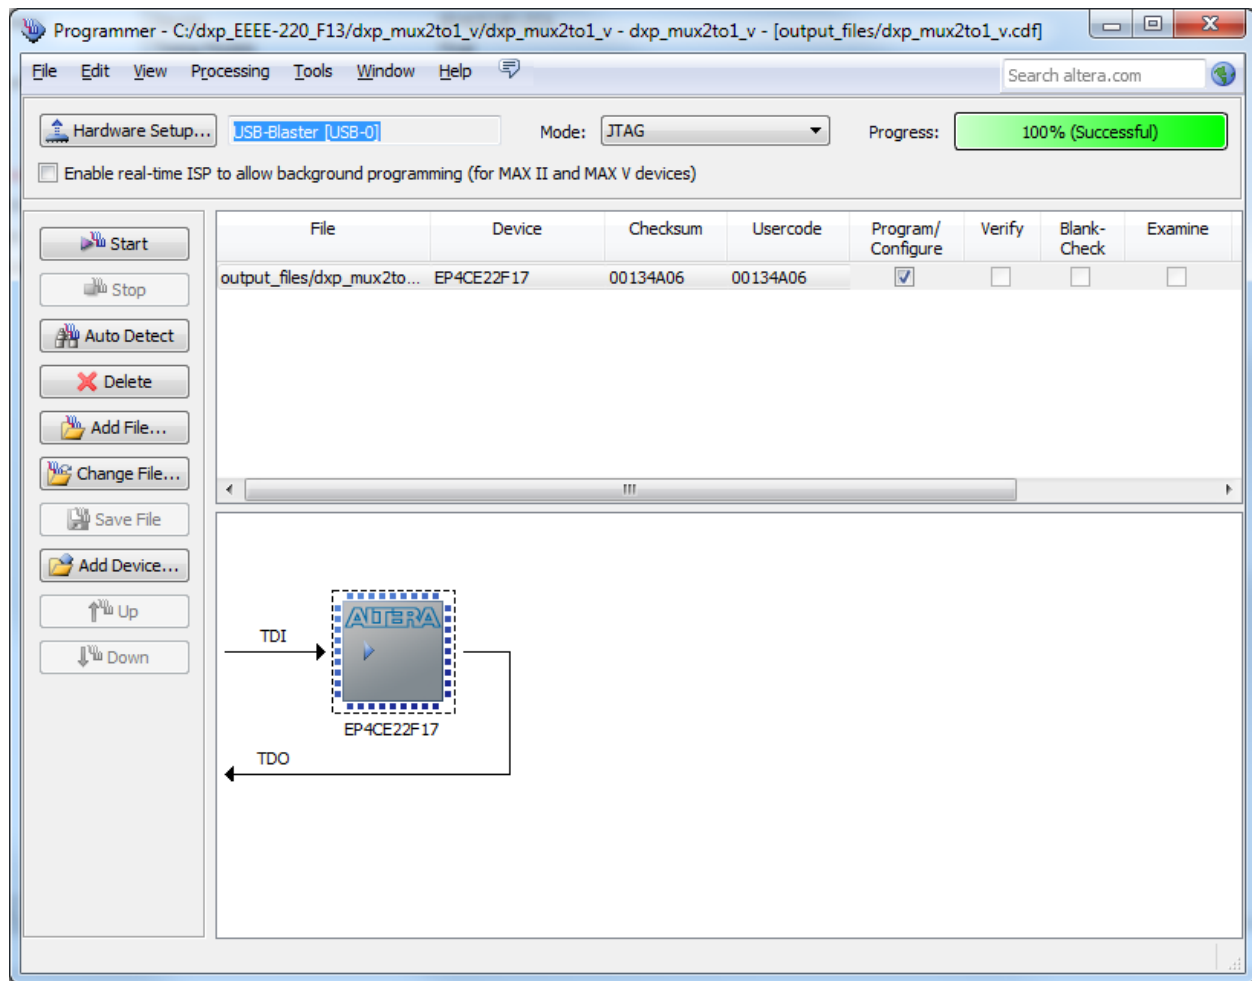 Programmer - C:/dxp_EEEE-220_F13/dxp_mux2to1_v/dxp_mux2to1_v - dxp_mux2to1_v - [output_files/dxp_mux2to1_v.cdf]
File Edit View Processing Tools Window Help Search altera.com
Hardware Setup... USB-Blaster [USB-0] Mode: JTAG Progress: 100% (Successful)
Enable real-time ISP to allow background programming (for MAX II and MAX V devices)
File Device Checksum Usercode Program/ Configure Verify Blank- Check Examine
output_files/dxp_mux2to... EP4CE22F17 00134A06 00134A06
Start
Stop
Auto Detect
Delete
Add File...
Change File...
Save File
Add Device...
Up
Down
ALTERA
TDI
EP4CE22F17
TDO